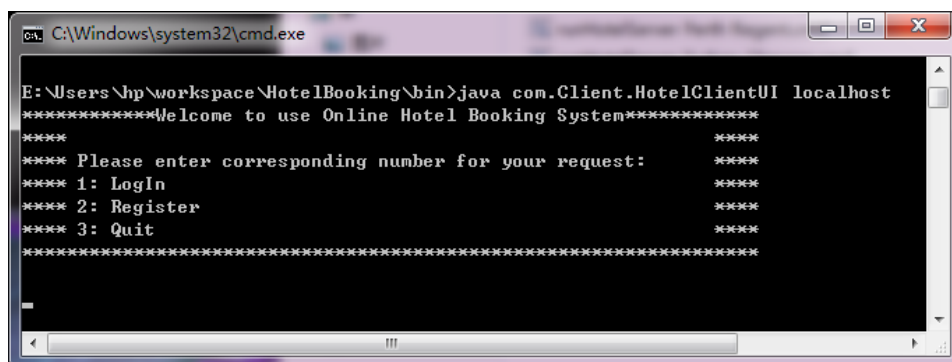 C:\Windows\system32\cmd.exe
E:\Users\hp\workspace\HotelBooking\bin>java com.Client.HotelClientUI localhost
************Welcome to use Online Hotel Booking System************
**** ****
**** Please enter corresponding number for your request: ****
**** 1: LogIn ****
**** 2: Register ****
**** 3: Quit ****
******************************************************************